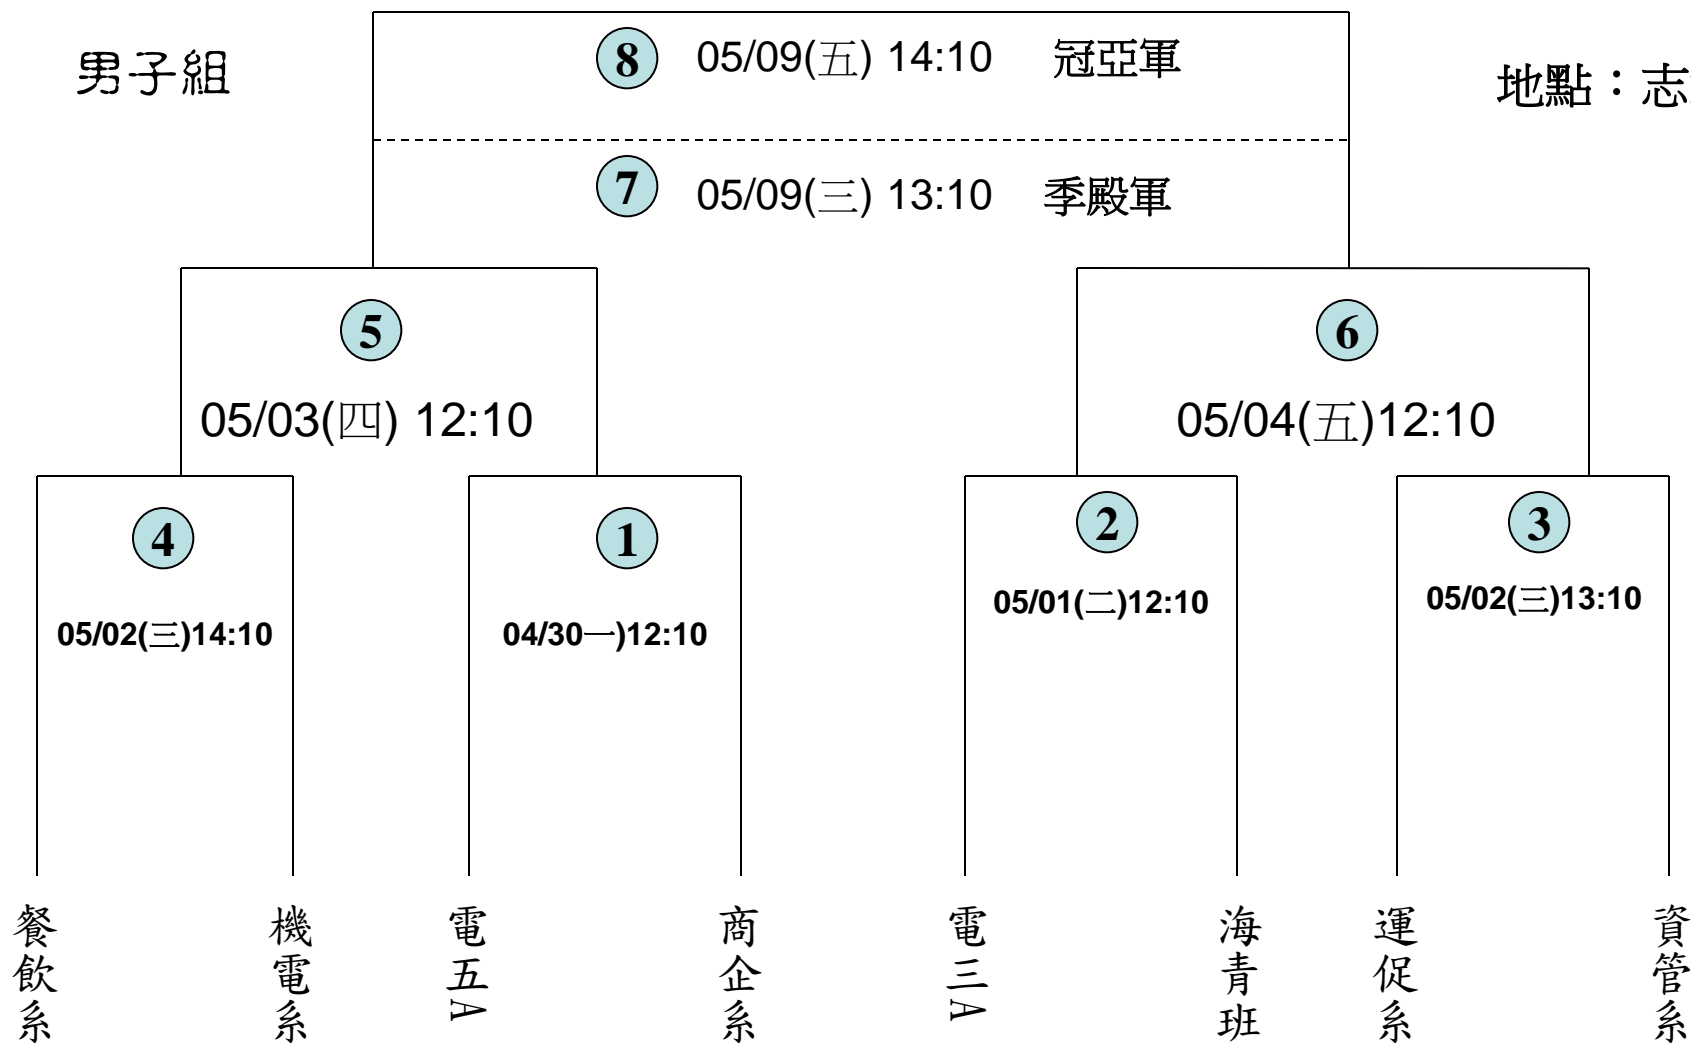 男子組
8 05/09(五) 14:10 冠亞軍
地點：志
7 05/09(三) 13:10 季殿軍
5
6
05/03(四) 12:10
05/04(五)12:10
4
1
2
3
05/02(三)14:10
04/30一)12:10
05/01(二)12:10
05/02(三)13:10
餐飲系
機電系
電五A
商企系
電三A
海青班
運促系
資管系